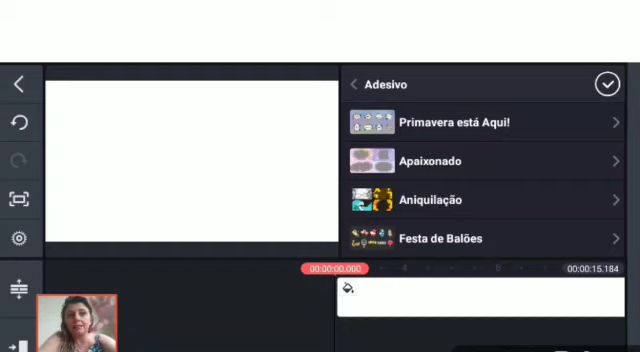 Adesivo
Primavera está Aqui!
Apaixonado
Aniquilação
Festa de Balões
00:00:00.000
00:00:15.184